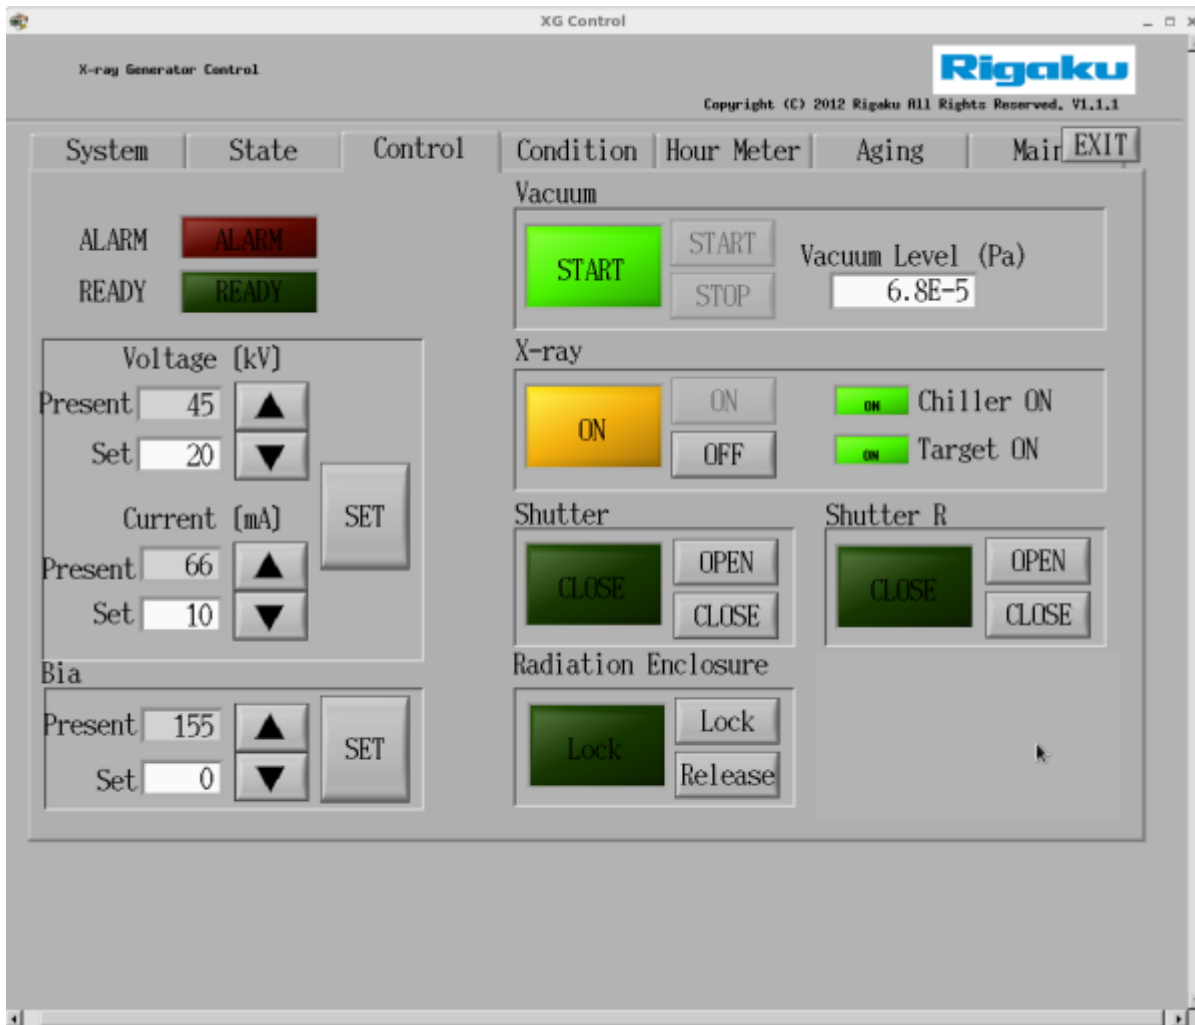 XG Control
X-ray Generator Control
Rigaku
Copyright (C) 2012 Rigaku All Rights Reserved. V1.1.1
System State Control Condition Hour Meter Aging Main EXIT
ALARM ALARM
READY READY
Voltage [kV]
Present 45
Set 20
Current [mA]
Present 66
Set 10
SET
Bia
Present 155
Set 0
SET
Vacuum
START START
STOP
Vacuum Level (Pa)
6.8E-5
X-ray
ON ON
OFF
ON Chiller ON
ON Target ON
Shutter
CLOSE OPEN
CLOSE
Shutter R
CLOSE OPEN
CLOSE
Radiation Enclosure
Lock Lock
Release